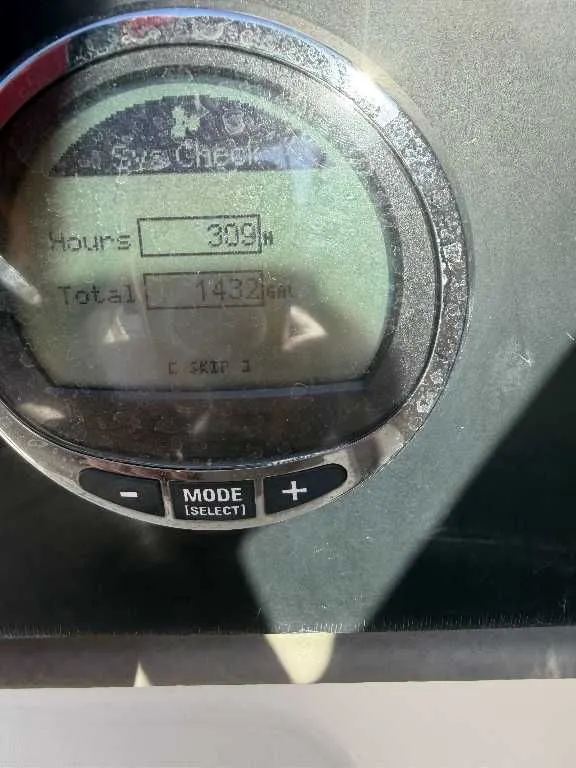 Sys Check
Hours 309 H
Total 1432 GAL
[ SKIP ]
-
MODE
[SELECT]
+